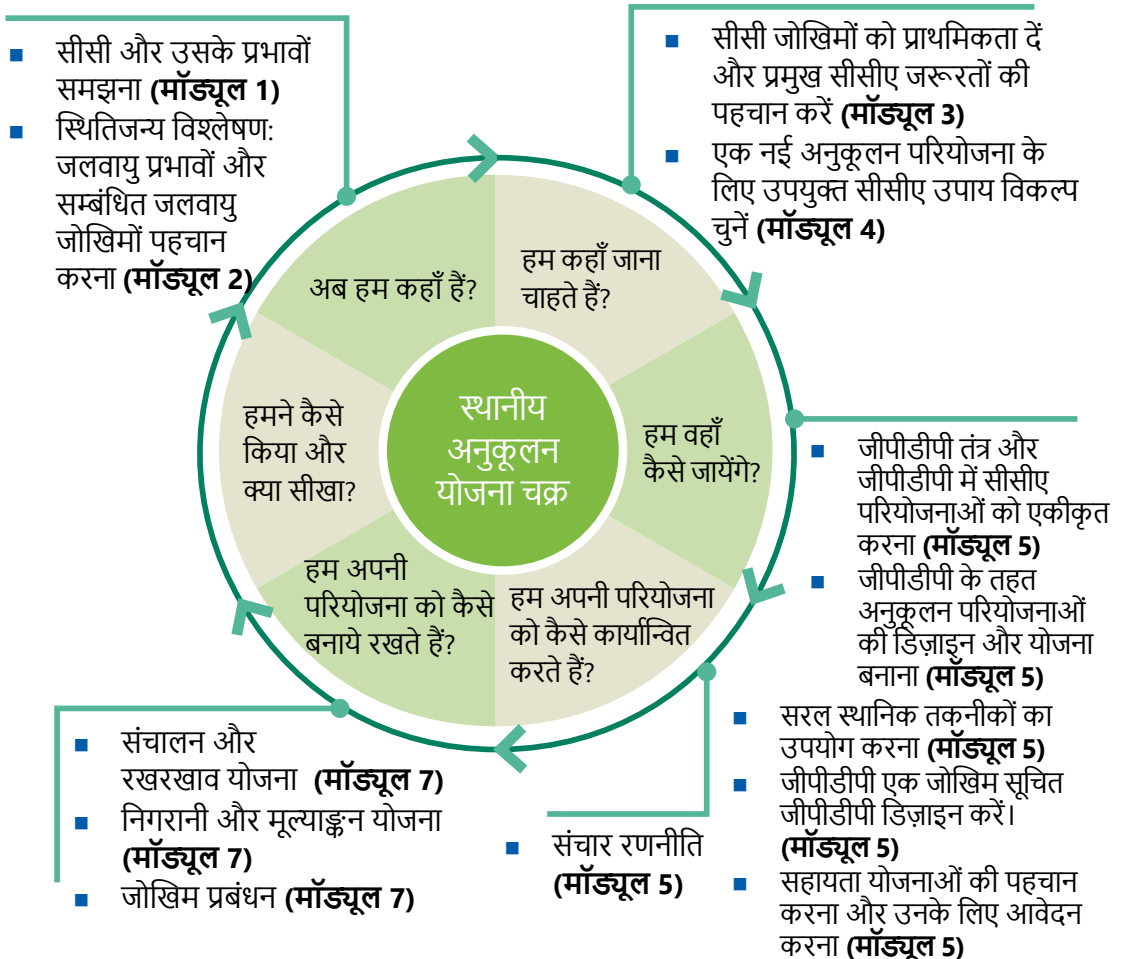 सीसी और उसके प्रभावों
समझना (मॉड्यूल 1)
स्थितिजन्य विश्लेषण:
जलवायु प्रभावों और
सम्बंधित जलवायु
जोखिमों पहचान
करना (मॉड्यूल 2)
सीसी जोखिमों को प्राथमिकता दें
और प्रमुख सीसीए जरूरतों की
पहचान करें (मॉड्यूल 3)
एक नई अनुकूलन परियोजना के
लिए उपयुक्त सीसीए उपाय विकल्प
चुनें (मॉड्यूल 4)
अब हम कहाँ हैं?
हम कहाँ जाना
चाहते हैं?
हम वहाँ
कैसे जायेंगे?
हम अपनी परियोजना
को कैसे कार्यान्वित
करते हैं?
हम अपनी
परियोजना को कैसे
बनाये रखते हैं?
हमने कैसे
किया और
क्या सीखा?
स्थानीय
अनुकूलन
योजना चक्र
जीपीडीपी तंत्र और
जीपीडीपी में सीसीए
परियोजनाओं को एकीकृत
करना (मॉड्यूल 5)
जीपीडीपी के तहत
अनुकूलन परियोजनाओं
की डिज़ाइन और योजना
बनाना (मॉड्यूल 5)
सरल स्थानिक तकनीकों का
उपयोग करना (मॉड्यूल 5)
जीपीडीपी एक जोखिम सूचित
जीपीडीपी डिज़ाइन करें।
(मॉड्यूल 5)
सहायता योजनाओं की पहचान
करना और उनके लिए आवेदन
करना (मॉड्यूल 5)
संचार रणनीति
(मॉड्यूल 5)
संचालन और
रखरखाव योजना (मॉड्यूल 7)
निगरानी और मूल्याङ्कन योजना
(मॉड्यूल 7)
जोखिम प्रबंधन (मॉड्यूल 7)